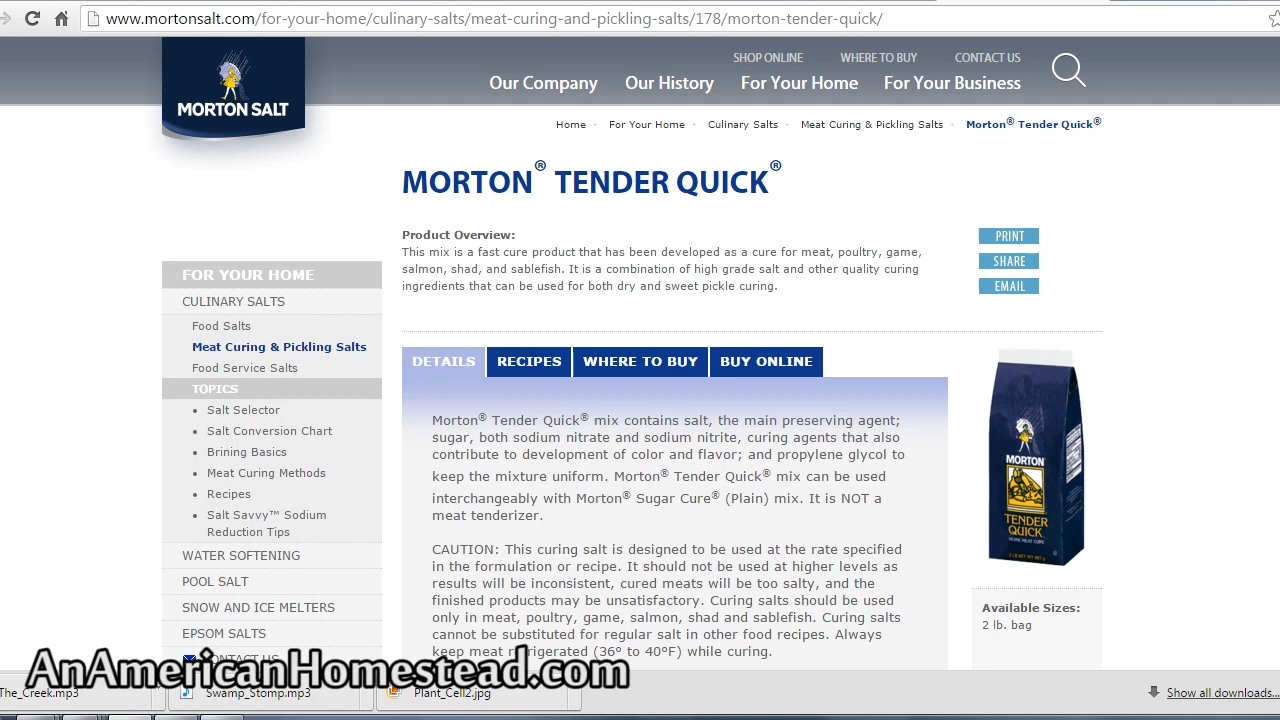 www.mortonsalt.com/for-your-home/culinary-salts/meat-curing-and-pickling-salts/178/morton-tender-quick/
SHOP ONLINE WHERE TO BUY CONTACT US
Our Company Our History For Your Home For Your Business
MORTON SALT
Home · For Your Home · Culinary Salts · Meat Curing & Pickling Salts · Morton® Tender Quick®
MORTON® TENDER QUICK®
Product Overview:
This mix is a fast cure product that has been developed as a cure for meat, poultry, game,
salmon, shad, and sablefish. It is a combination of high grade salt and other quality curing
ingredients that can be used for both dry and sweet pickle curing.
PRINT
SHARE
EMAIL
FOR YOUR HOME
CULINARY SALTS
Food Salts
Meat Curing & Pickling Salts
Food Service Salts
TOPICS
• Salt Selector
• Salt Conversion Chart
• Brining Basics
• Meat Curing Methods
• Recipes
• Salt Savvy™ Sodium
Reduction Tips
WATER SOFTENING
POOL SALT
SNOW AND ICE MELTERS
EPSOM SALTS
CONTACT US
DETAILS RECIPES WHERE TO BUY BUY ONLINE
Morton® Tender Quick® mix contains salt, the main preserving agent;
sugar, both sodium nitrate and sodium nitrite, curing agents that also
contribute to development of color and flavor; and propylene glycol to
keep the mixture uniform. Morton® Tender Quick® mix can be used
interchangeably with Morton® Sugar Cure® (Plain) mix. It is NOT a
meat tenderizer.
CAUTION: This curing salt is designed to be used at the rate specified
in the formulation or recipe. It should not be used at higher levels as
results will be inconsistent, cured meats will be too salty, and the
finished products may be unsatisfactory. Curing salts should be used
only in meat, poultry, game, salmon, shad and sablefish. Curing salts
cannot be substituted for regular salt in other food recipes. Always
keep meat refrigerated (36° to 40°F) while curing.
MORTON
TENDER
QUICK
HOME MEAT CURE
Available Sizes:
2 lb. bag
AnAmericanHomestead.com
The_Creek.mp3 Swamp_Stomp.mp3 Plant_Cell2.jpg Show all downloads...